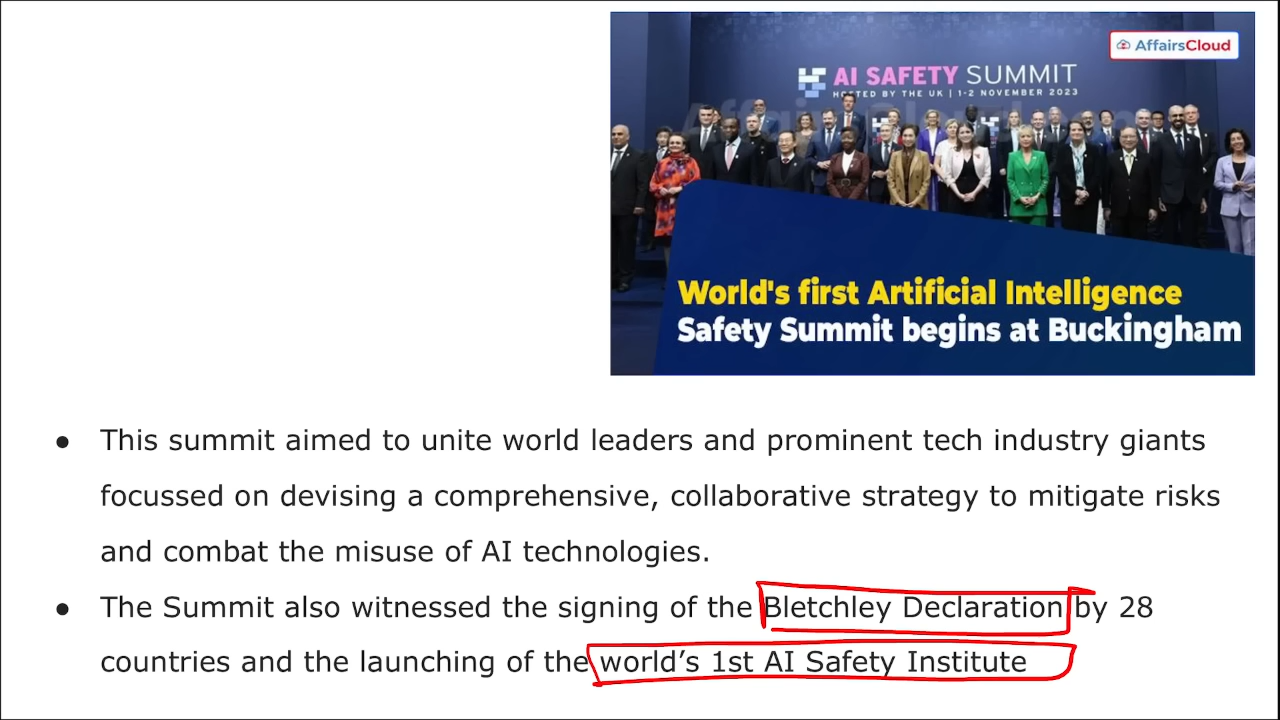 AffairsCloud
AI SAFETY SUMMIT
HOSTED BY THE UK | 1-2 NOVEMBER 2023
World's first Artificial Intelligence
Safety Summit begins at Buckingham
● This summit aimed to unite world leaders and prominent tech industry giants
focussed on devising a comprehensive, collaborative strategy to mitigate risks
and combat the misuse of AI technologies.
● The Summit also witnessed the signing of the Bletchley Declaration by 28
countries and the launching of the world’s 1st AI Safety Institute